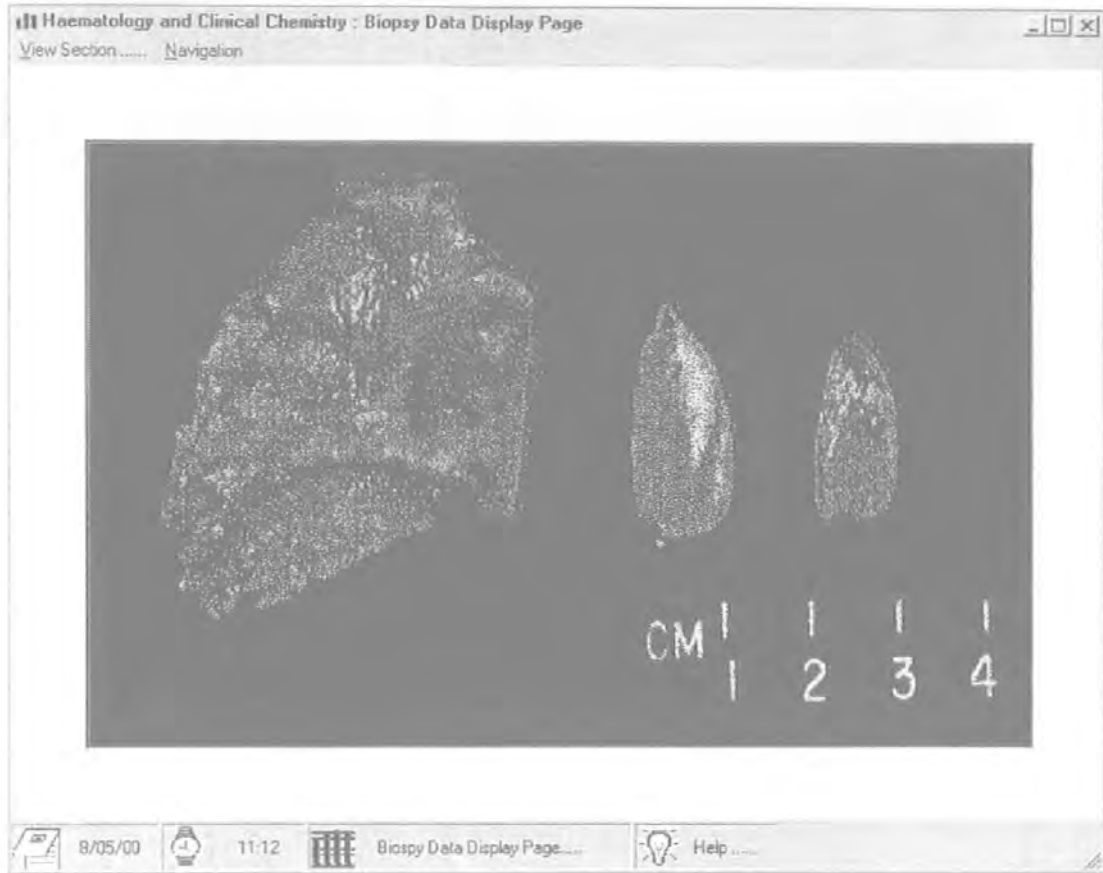 Haematology and Clinical Chemistry : Biopsy Data Display Page
View Section...... Navigation
CM
1 2 3 4
9/05/00 11:12 Biospy Data Display Page..... Help ......